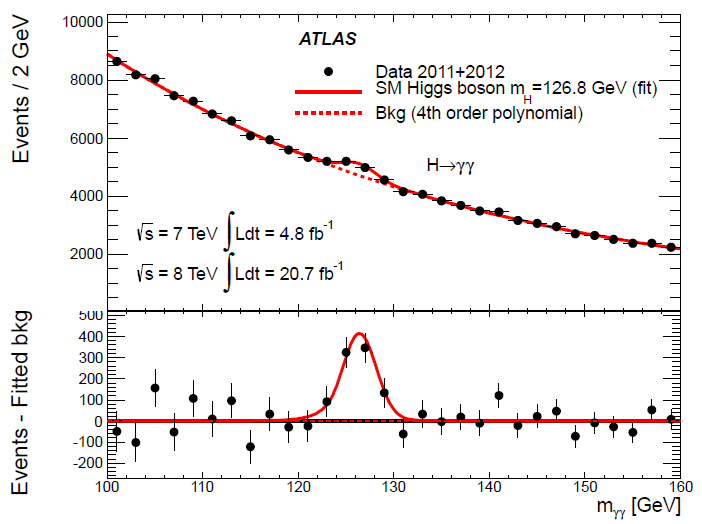 Events / 2 GeV
10000
8000
6000
4000
2000
ATLAS
Data 2011+2012
SM Higgs boson mH=126.8 GeV (fit)
Bkg (4th order polynomial)
H→γγ
√s = 7 TeV ∫Ldt = 4.8 fb-1
√s = 8 TeV ∫Ldt = 20.7 fb-1
Events - Fitted bkg
500
400
300
200
100
0
-100
-200
100 110 120 130 140 150 160
mγγ [GeV]